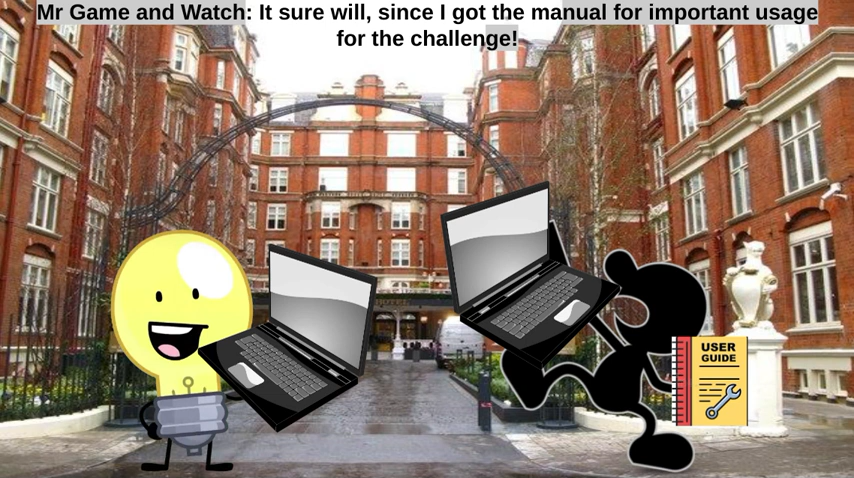 Mr Game and Watch: It sure will, since I got the manual for important usage
for the challenge!
HOTEL
USER
GUIDE